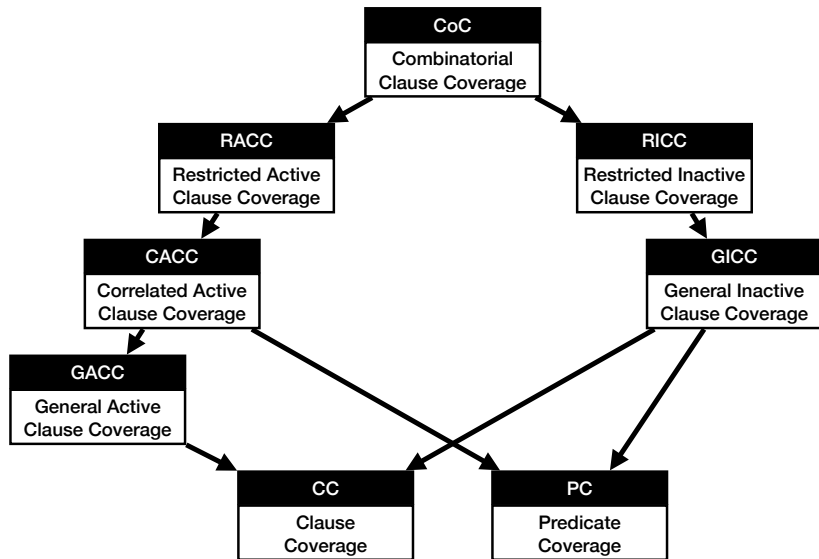 CoC
Combinatorial
Clause Coverage
RACC
Restricted Active
Clause Coverage
RICC
Restricted Inactive
Clause Coverage
CACC
Correlated Active
Clause Coverage
GICC
General Inactive
Clause Coverage
GACC
General Active
Clause Coverage
CC
Clause
Coverage
PC
Predicate
Coverage